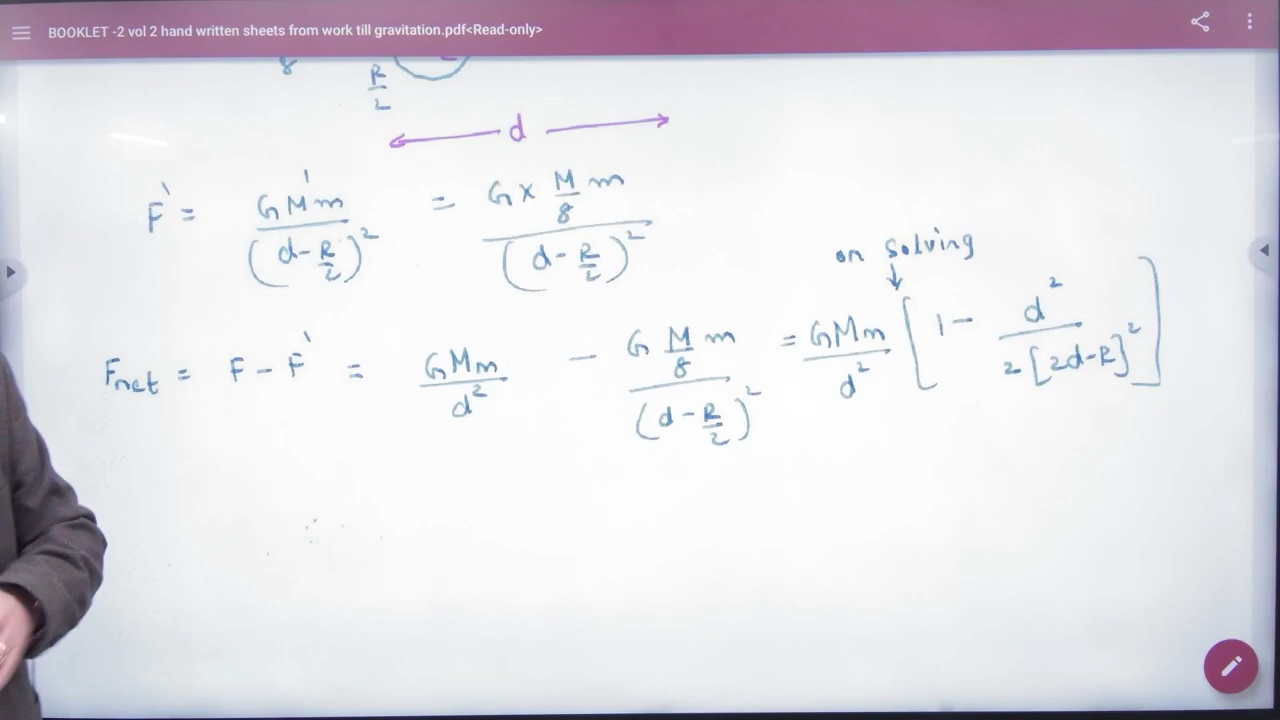 BOOKLET -2 vol 2 hand written sheets from work till gravitation.pdf<Read-only>
8 R/2
d
F' = GM'm/(d-R/2)² = G× M/8 m/(d-R/2)²
on solving
↓
Fnet = F - F' = GMm/d² - G M/8 m/(d-R/2)² = GMm/d² [1 - d²/2[2d-R]²]